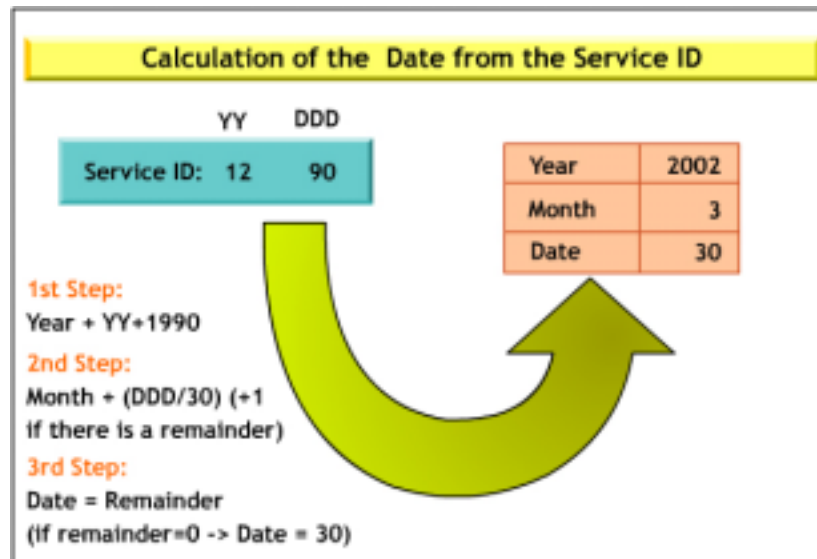 Calculation of the Date from the Service ID
YY DDD
Service ID: 12 90
Year 2002
Month 3
Date 30
1st Step:
Year + YY+1990
2nd Step:
Month + (DDD/30) (+1
if there is a remainder)
3rd Step:
Date = Remainder
(if remainder=0 -> Date = 30)